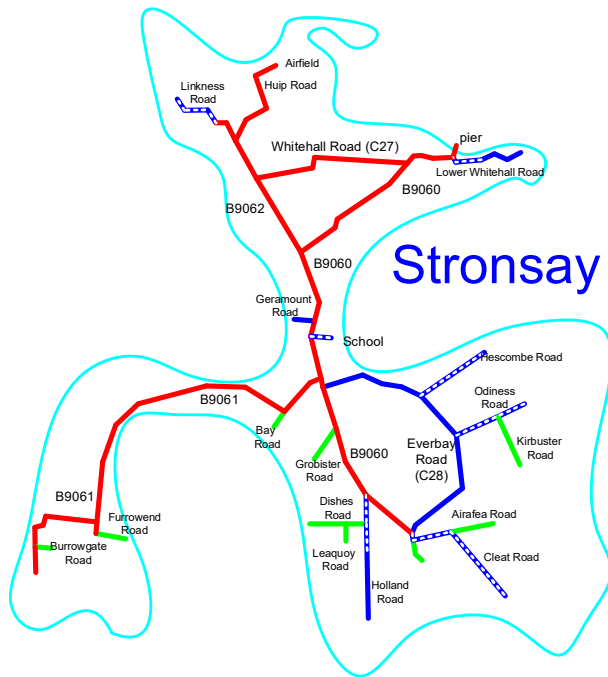 Airfield
Linkness
Road
Huip Road
pier
Whitehall Road (C27)
Lower Whitehall Road
B9060
B9062
Stronsay
B9060
Geramount
Road
School
Hescombe Road
B9061
Odiness
Road
Bay
Road
Everbay
Road
(C28)
Kirbuster
Road
B9060
Grobister
Road
B9061
Dishes
Road
Furrowend
Road
Airafea Road
Burrowgate
Road
Leaquoy
Road
Cleat Road
Holland
Road